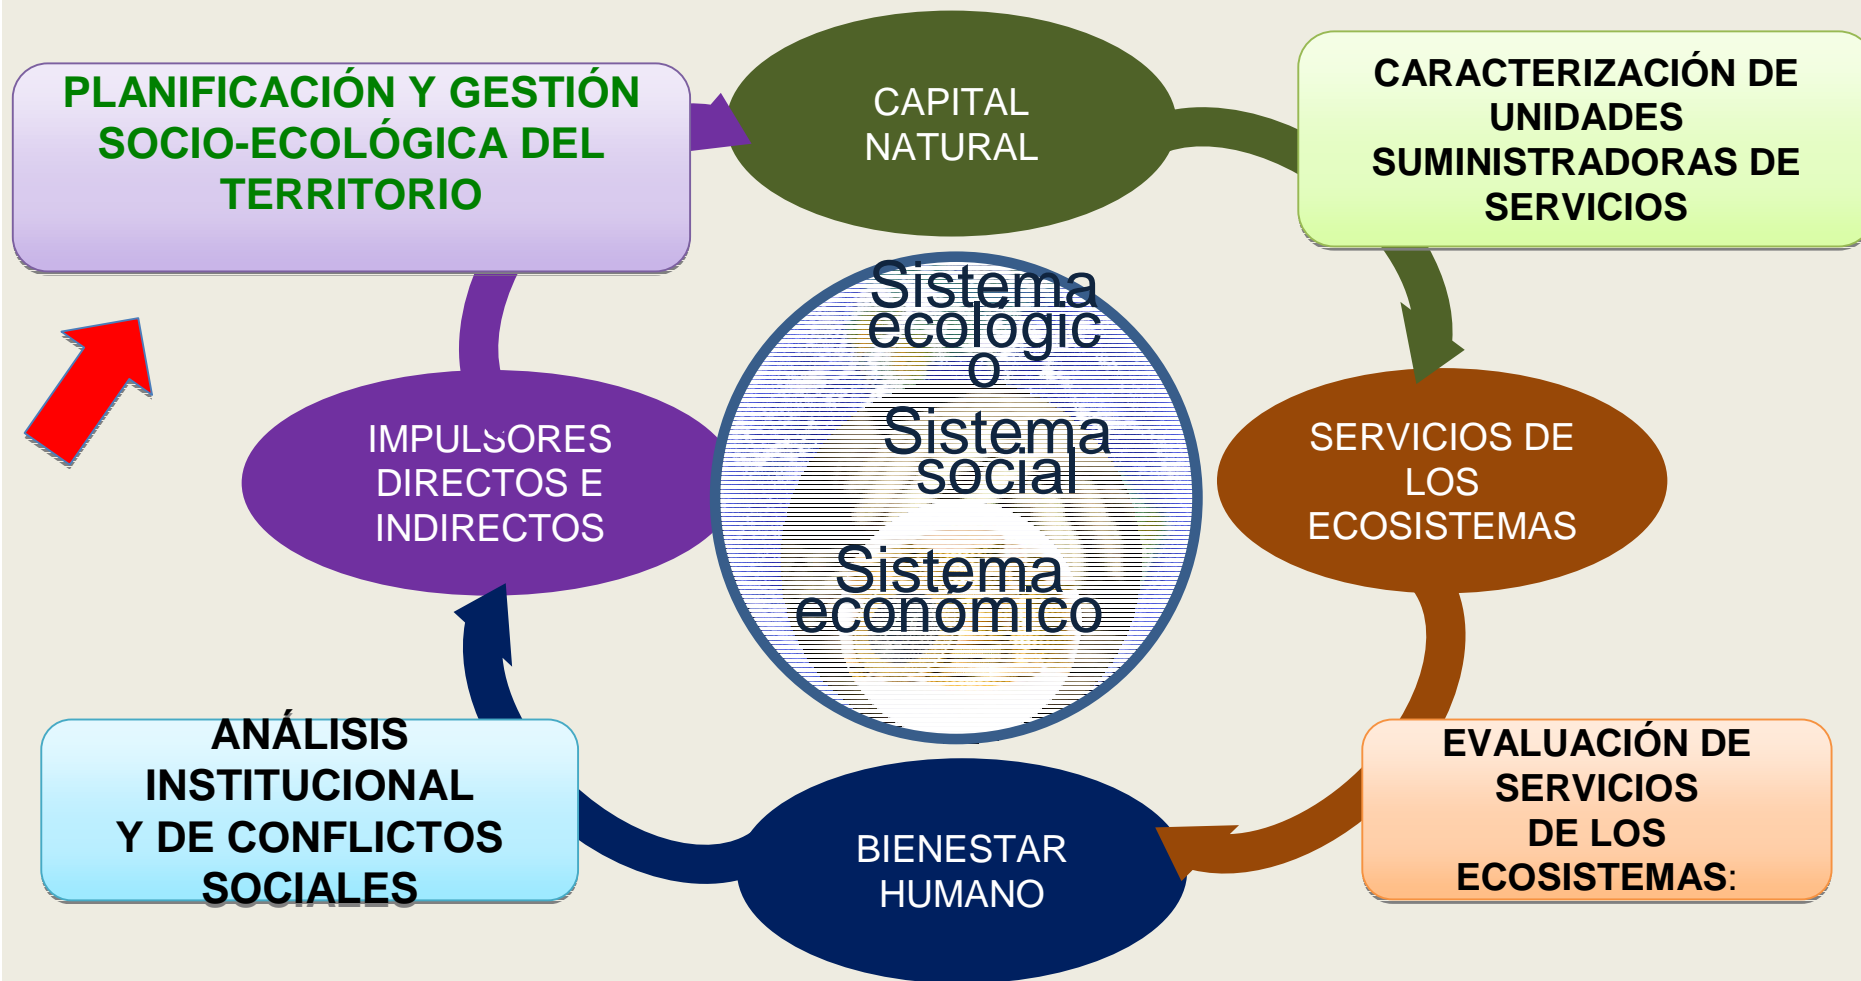 PLANIFICACIÓN Y GESTIÓN
SOCIO-ECOLÓGICA DEL
TERRITORIO
CAPITAL
NATURAL
CARACTERIZACIÓN DE
UNIDADES
SUMINISTRADORAS DE
SERVICIOS
Sistema
ecológic
o
Sistema
social
Sistema
económico
IMPULSORES
DIRECTOS E
INDIRECTOS
SERVICIOS DE
LOS
ECOSISTEMAS
ANÁLISIS
INSTITUCIONAL
Y DE CONFLICTOS
SOCIALES
BIENESTAR
HUMANO
EVALUACIÓN DE
SERVICIOS
DE LOS
ECOSISTEMAS: